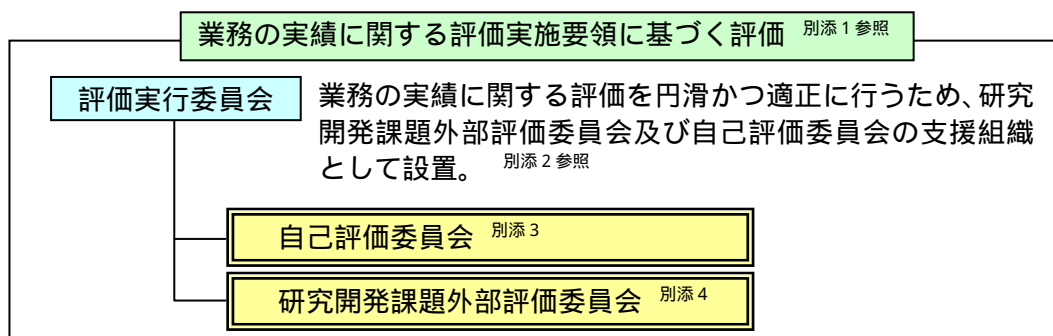 業務の実績に関する評価実施要領に基づく評価 別添1参照
評価実行委員会
業務の実績に関する評価を円滑かつ適正に行うため、研究
開発課題外部評価委員会及び自己評価委員会の支援組織
として設置。 別添2参照
自己評価委員会 別添3
研究開発課題外部評価委員会 別添4